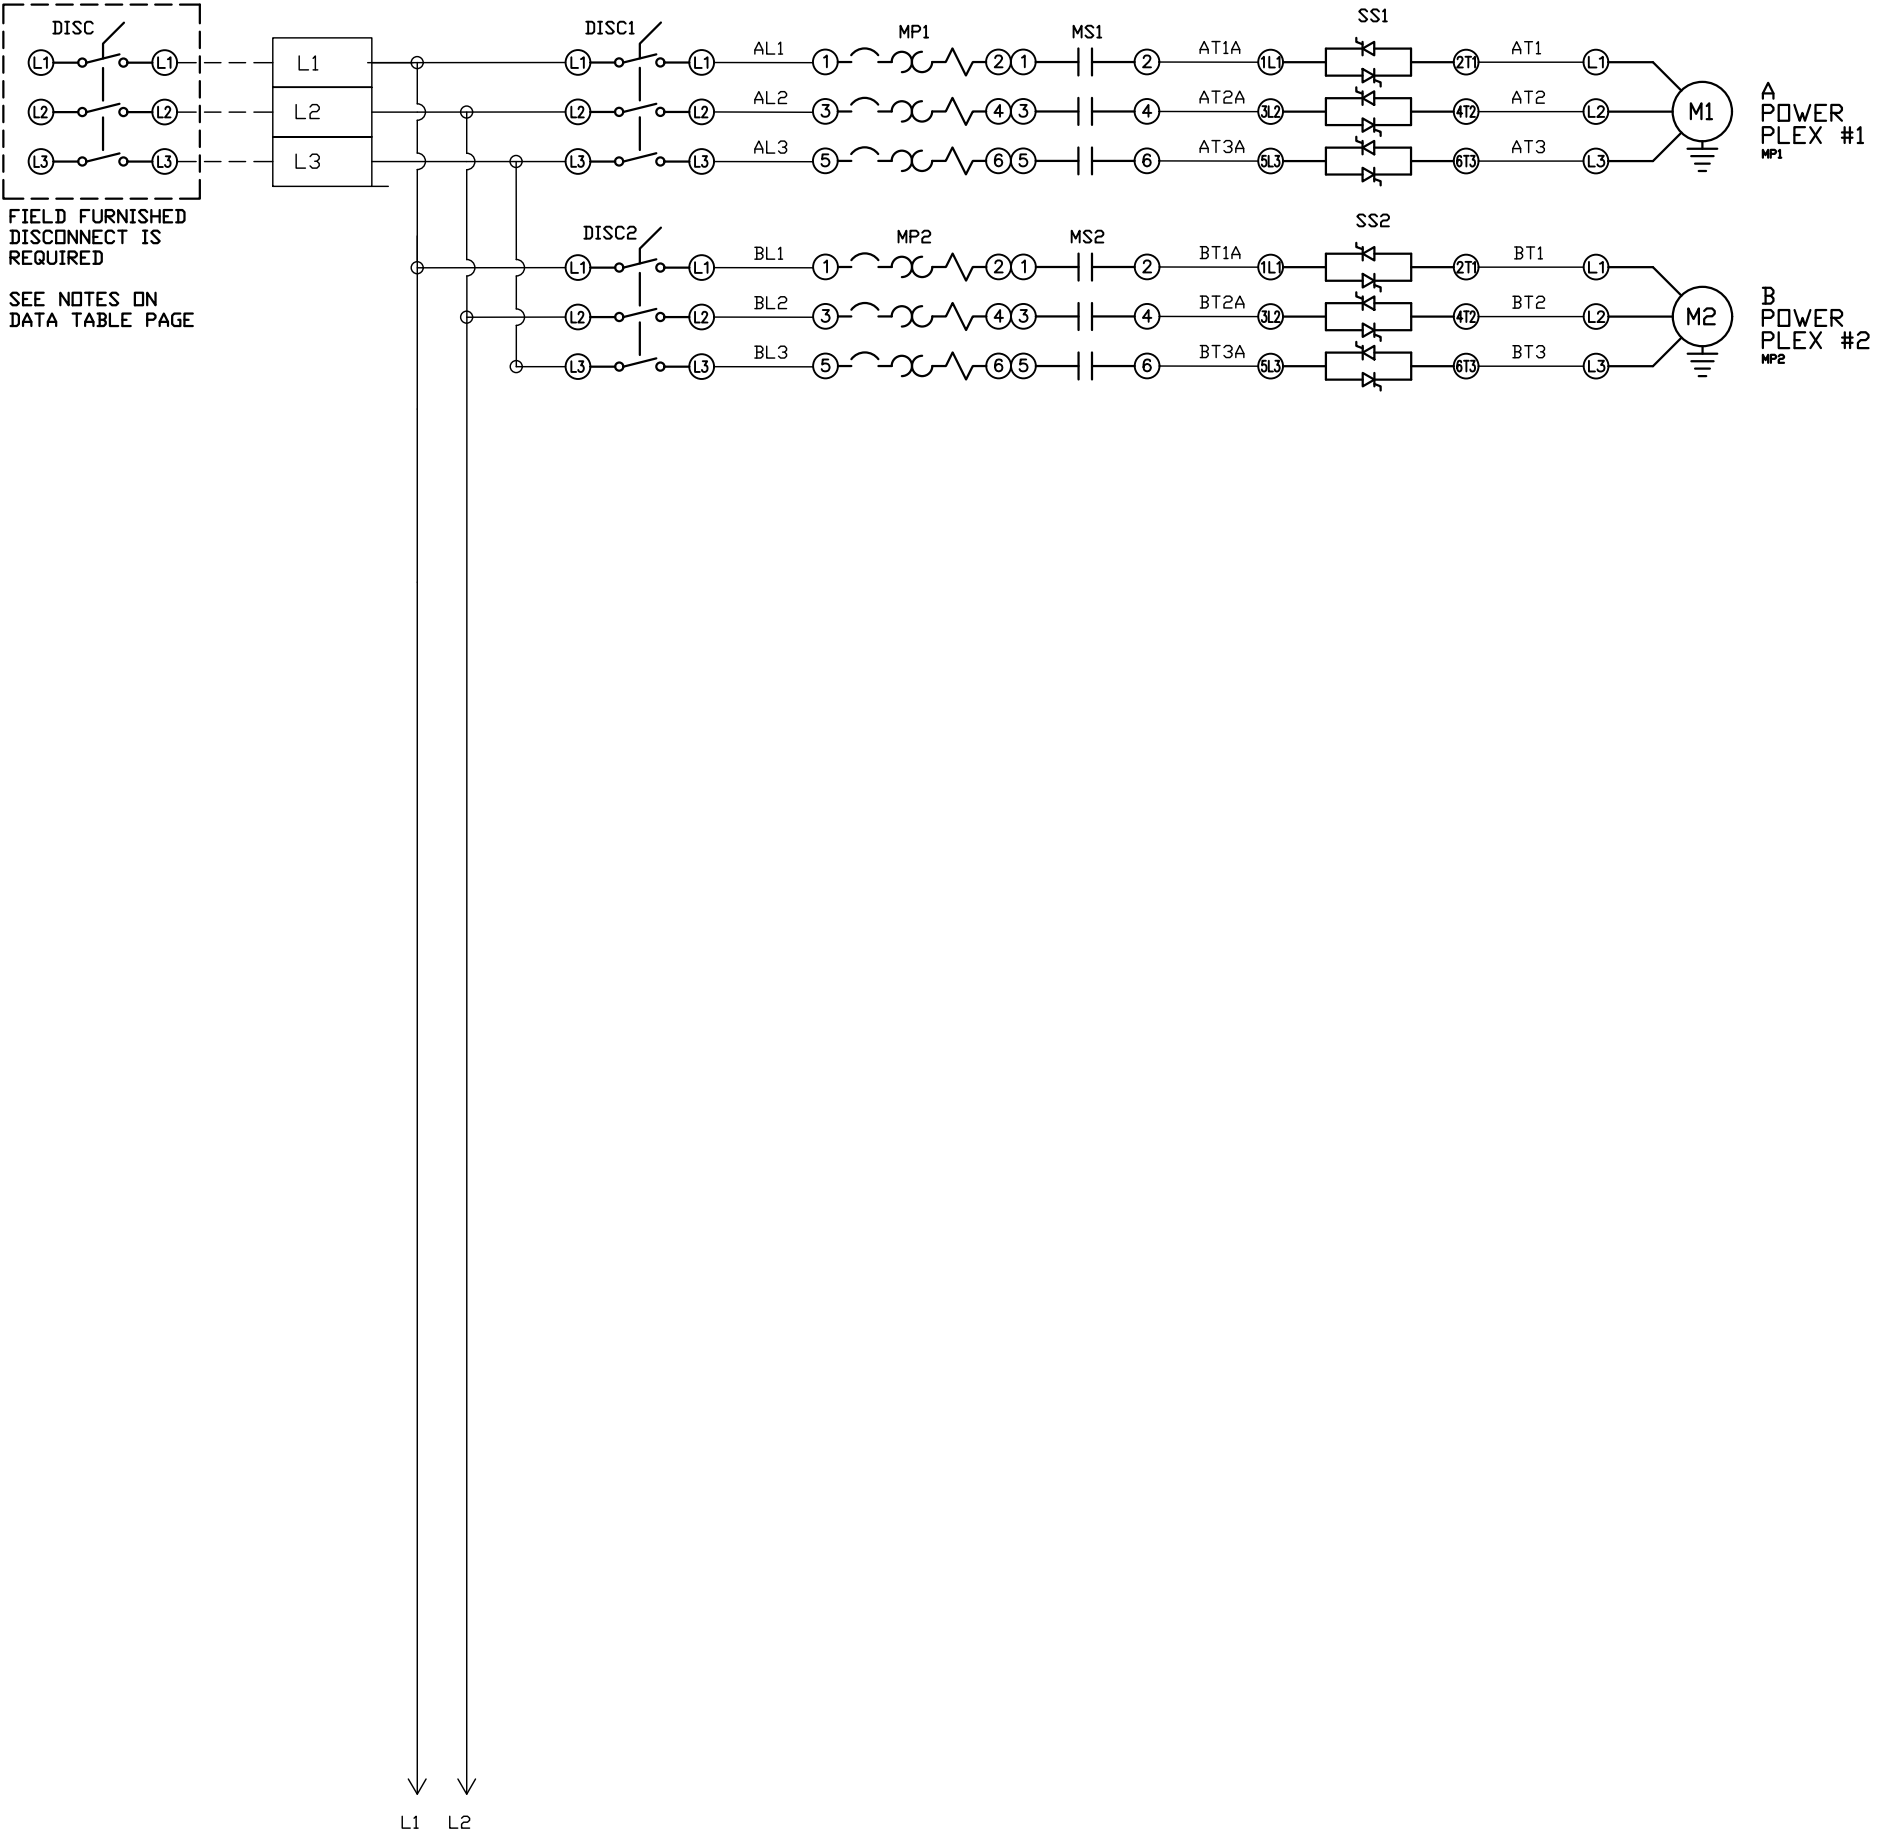 DISC
L1 L1
L2 L2
L3 L3
FIELD FURNISHED
DISCONNECT IS
REQUIRED
SEE NOTES ON
DATA TABLE PAGE
L1
L2
L3
DISC1 MP1 MS1 SS1
L1 L1 AL1 1 2 1 2 AT1A 1L1 2T1 AT1 L1
L2 L2 AL2 3 4 3 4 AT2A 3L2 4T2 AT2 L2
L3 L3 AL3 5 6 5 6 AT3A 5L3 6T3 AT3 L3
M1
A
POWER
PLEX #1
MP1
DISC2 MP2 MS2 SS2
L1 L1 BL1 1 2 1 2 BT1A 1L1 2T1 BT1 L1
L2 L2 BL2 3 4 3 4 BT2A 3L2 4T2 BT2 L2
L3 L3 BL3 5 6 5 6 BT3A 5L3 6T3 BT3 L3
M2
B
POWER
PLEX #2
MP2
L1 L2